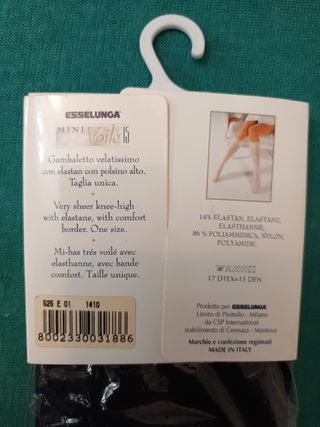 ESSELUNGA
MINI Voile 15
Gambaletto velatissimo
con elastan con polsino alto.
Taglia unica.
Very sheer knee-high
with elastane, with comfort
border. One size.
Mi-bas trés voilé avec
elasthanne, avec bande
comfort. Taille unique.
526 E 01 1410
8002330031886
14% ELASTAN, ELASTANE,
ELASTHANNE,
86 % POLIAMMIDICA, NYLON,
POLYAMIDE.
17 DTEX=15 DEN
Prodotto per ESSELUNGA
Limito di Pioltello - Milano
da CSP International
stabilimento di Ceresara - Mantova
Marchio e confezione registrati
MADE IN ITALY